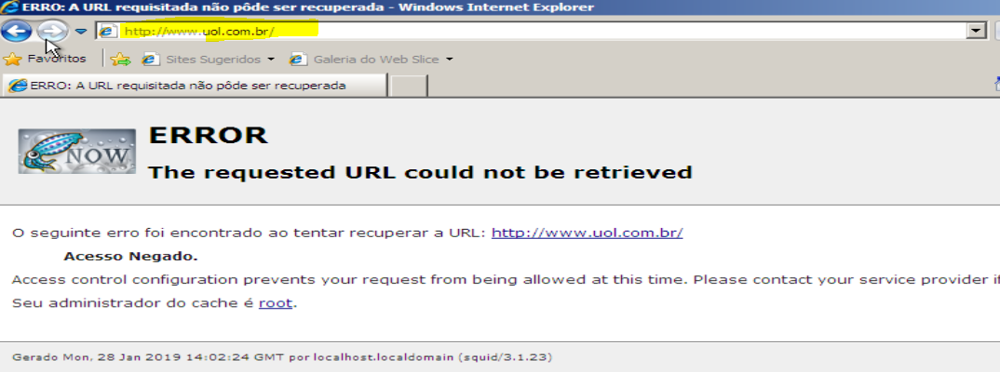 ERRO: A URL requisitada não pôde ser recuperada - Windows Internet Explorer
http://www.uol.com.br/
Favoritos Sites Sugeridos Galeria do Web Slice
ERRO: A URL requisitada não pôde ser recuperada
NOW
ERROR
The requested URL could not be retrieved
O seguinte erro foi encontrado ao tentar recuperar a URL: http://www.uol.com.br/
Acesso Negado.
Access control configuration prevents your request from being allowed at this time. Please contact your service provider if
Seu administrador do cache é root.
Gerado Mon, 28 Jan 2019 14:02:24 GMT por localhost.localdomain (squid/3.1.23)